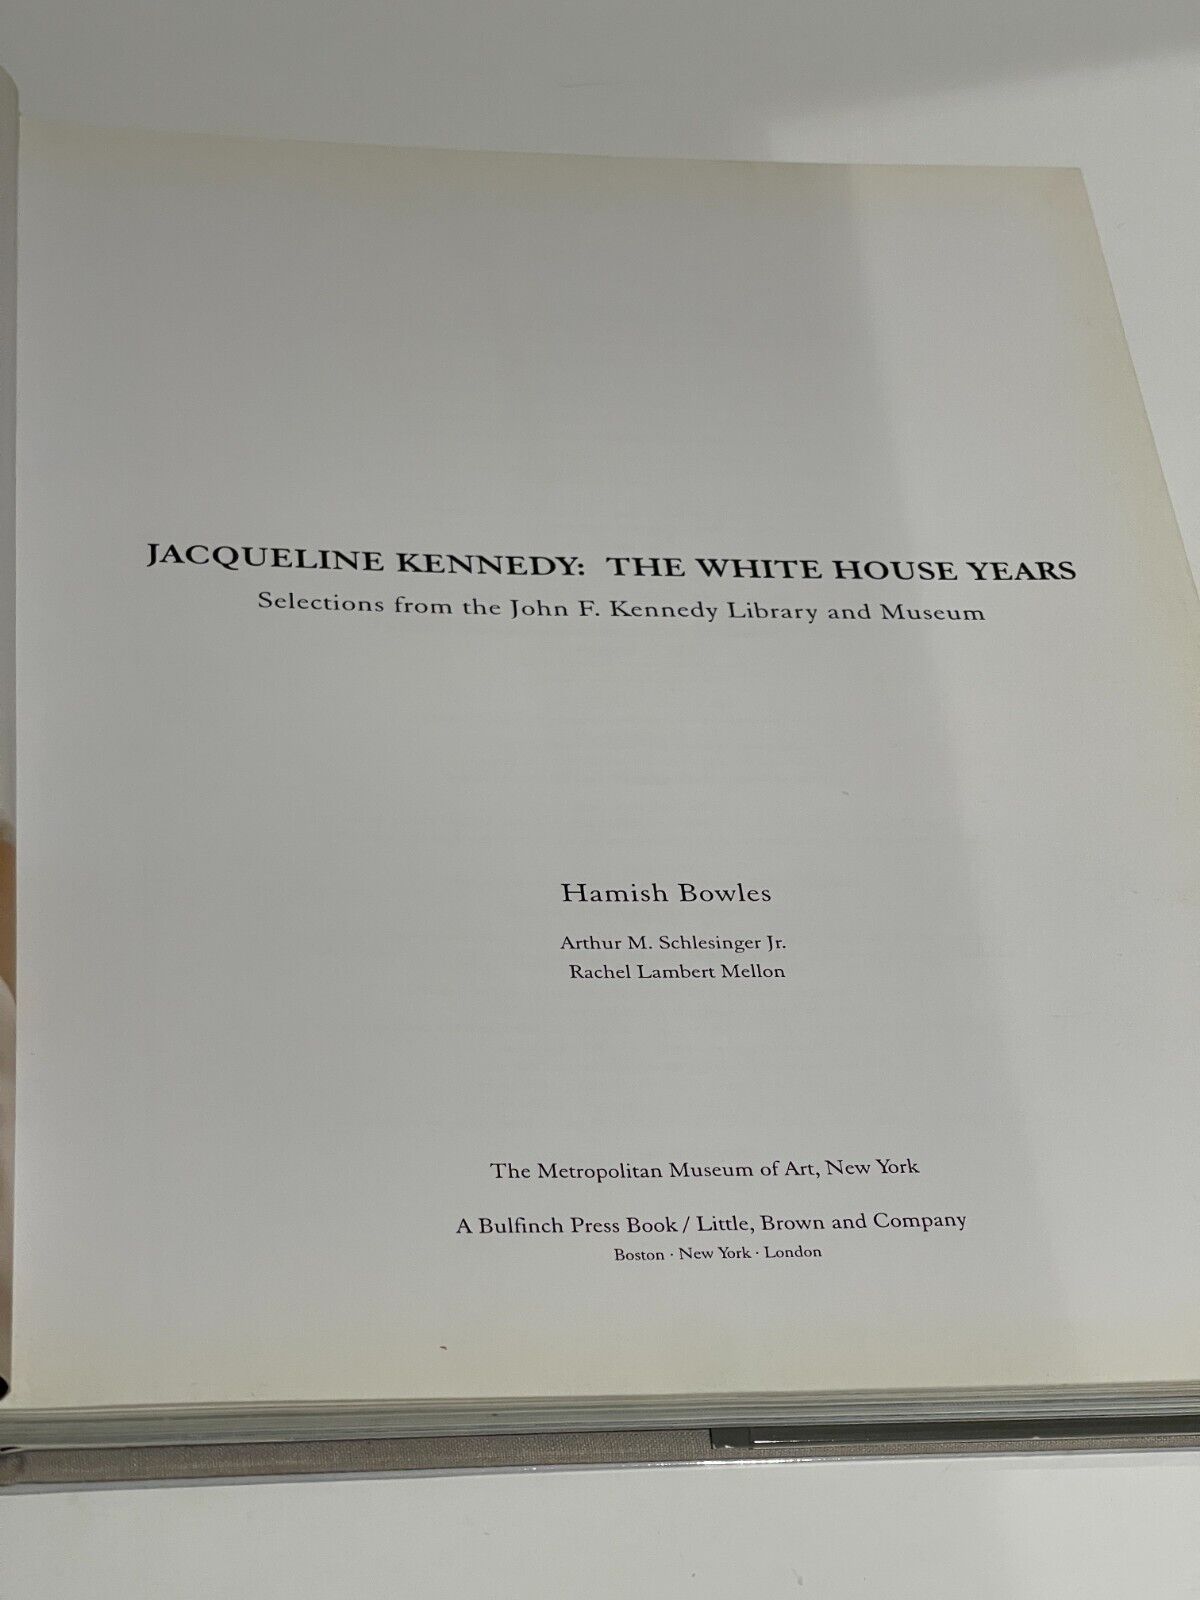 JACQUELINE KENNEDY: THE WHITE HOUSE YEARS
Selections from the John F. Kennedy Library and Museum
Hamish Bowles
Arthur M. Schlesinger Jr.
Rachel Lambert Mellon
The Metropolitan Museum of Art, New York
A Bulfinch Press Book / Little, Brown and Company
Boston · New York · London